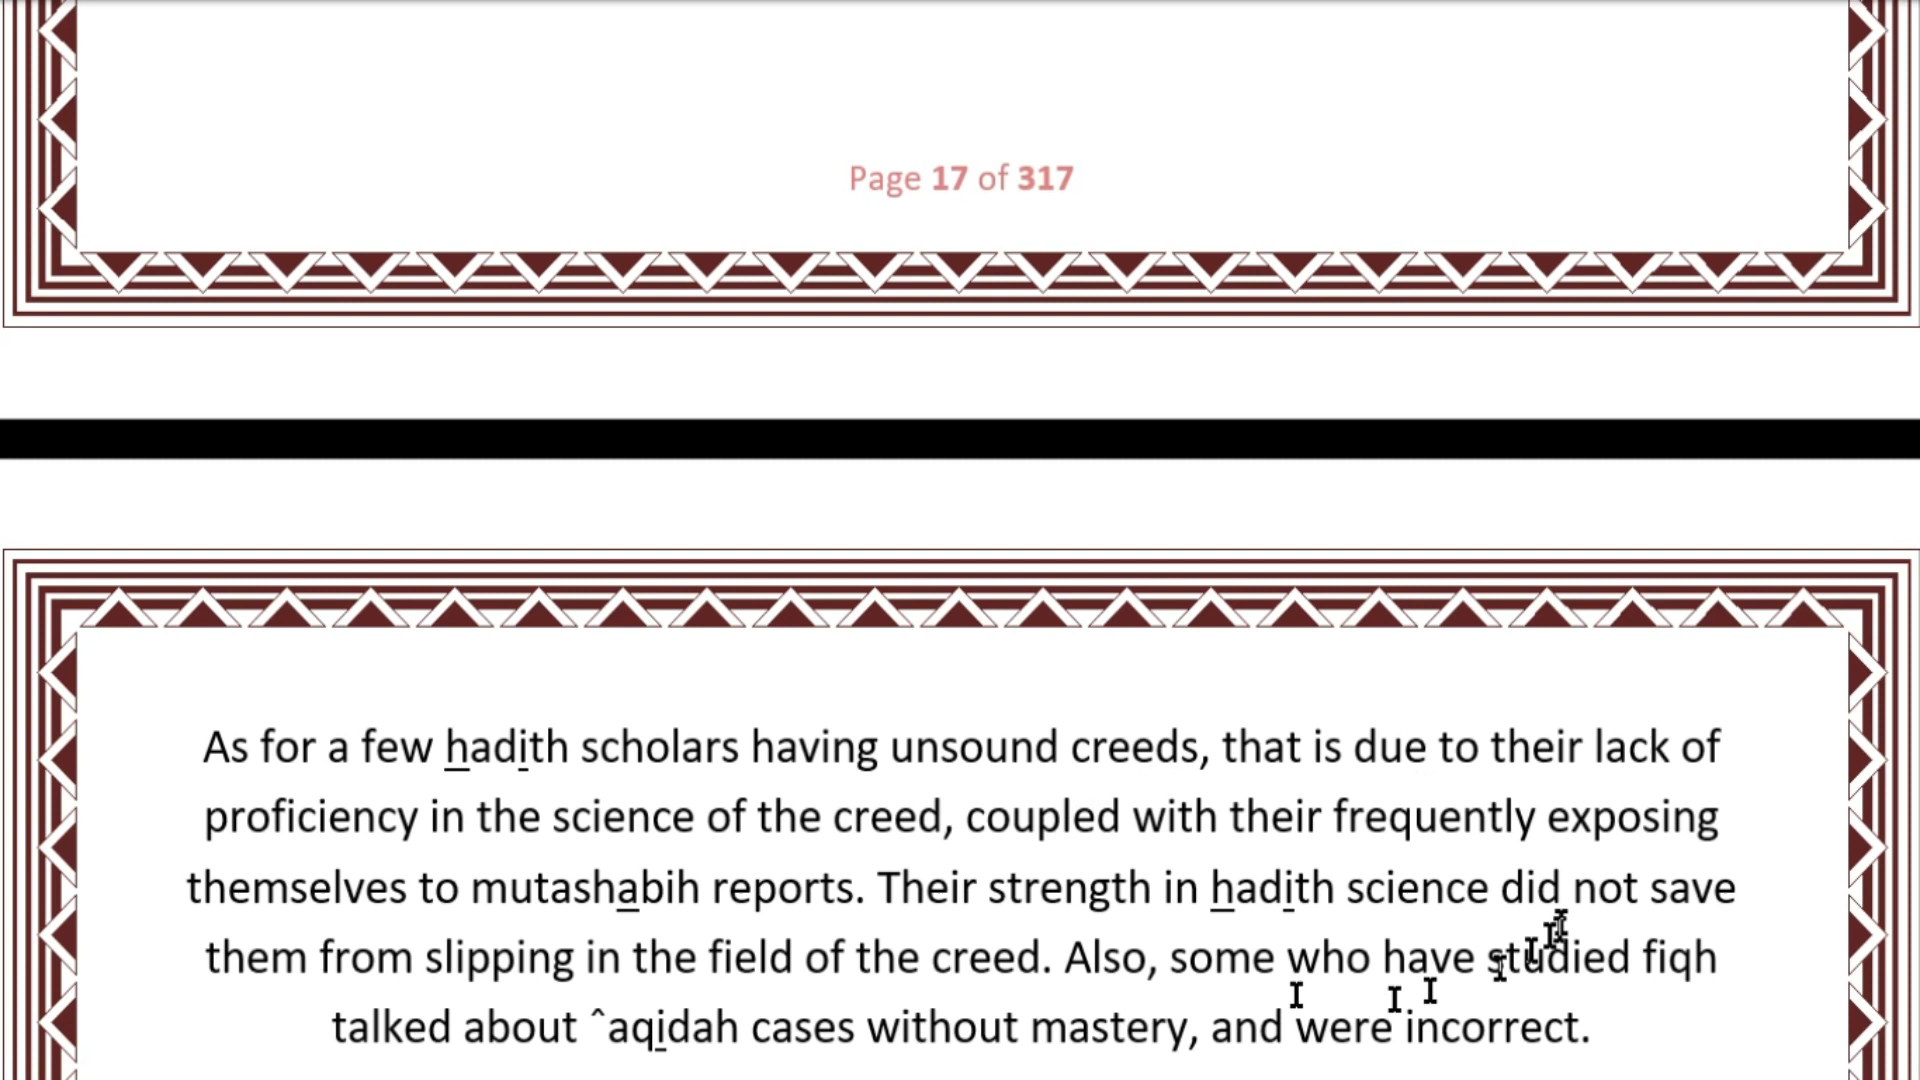 Page 17 of 317
As for a few hadith scholars having unsound creeds, that is due to their lack of
proficiency in the science of the creed, coupled with their frequently exposing
themselves to mutashabih reports. Their strength in hadith science did not save
them from slipping in the field of the creed. Also, some who have studied fiqh
talked about ˆaqidah cases without mastery, and were incorrect.